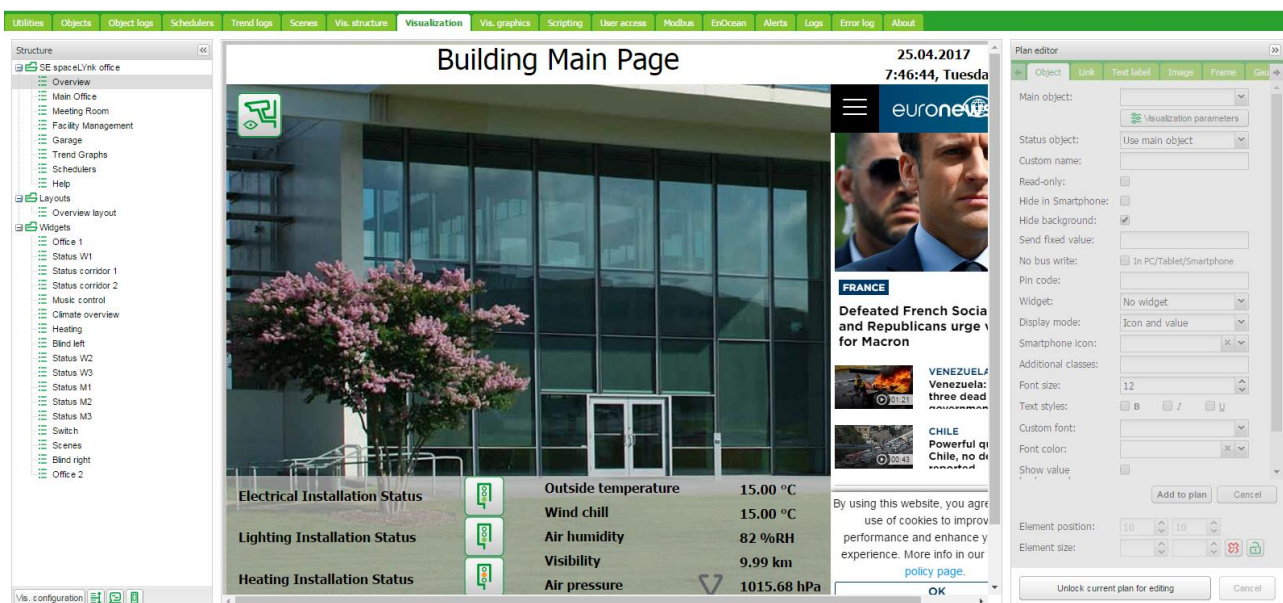 Utilities Objects Object logs Schedulers Trend logs Scenes Vis. structure Visualization Vis. graphics Scripting User access Modbus EnOcean Alerts Logs Error log About
Structure
SE spaceLYnk office
Overview
Main Office
Meeting Room
Facility Management
Garage
Trend Graphs
Schedulers
Help
Layouts
Overview layout
Widgets
Office 1
Status W1
Status corridor 1
Status corridor 2
Music control
Climate overview
Heating
Blind left
Status W2
Status W3
Status M1
Status M2
Status M3
Switch
Scenes
Blind right
Office 2
Vis. configuration
Building Main Page
25.04.2017
7:46:44, Tuesda
euronews
FRANCE
Defeated French Socia
and Republicans urge v
for Macron
VENEZUELA
Venezuela:
three dead
01:21
CHILE
Powerful qu
Chile, no de
reported
00:43
By using this website, you agre
use of cookies to improv
performance and enhance y
experience. More info in our
policy page.
OK
Electrical Installation Status
Lighting Installation Status
Heating Installation Status
Outside temperature 15.00 °C
Wind chill 15.00 °C
Air humidity 82 %RH
Visibility 9.99 km
Air pressure 1015.68 hPa
Plan editor
Object Link Text label Image Frame Gau
Main object:
Visualization parameters
Status object: Use main object
Custom name:
Read-only:
Hide in Smartphone:
Hide background:
Send fixed value:
No bus write: In PC/Tablet/Smartphone
Pin code:
Widget: No widget
Display mode: Icon and value
Smartphone icon:
Additional classes:
Font size: 12
Text styles: B I U
Custom font:
Font color:
Show value
Add to plan Cancel
Element position: 10 10
Element size:
Unlock current plan for editing Cancel